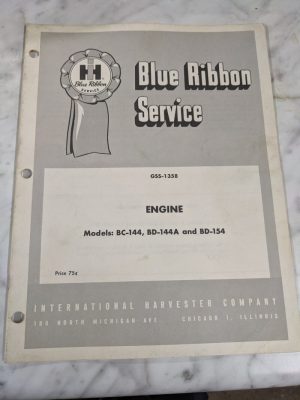 IH
Blue Ribbon
SERVICE
Blue Ribbon
Service
GSS-1358
ENGINE
Models: BC-144, BD-144A and BD-154
Price 75¢
INTERNATIONAL HARVESTER COMPANY
180 NORTH MICHIGAN AVE. CHICAGO 1, ILLINOIS